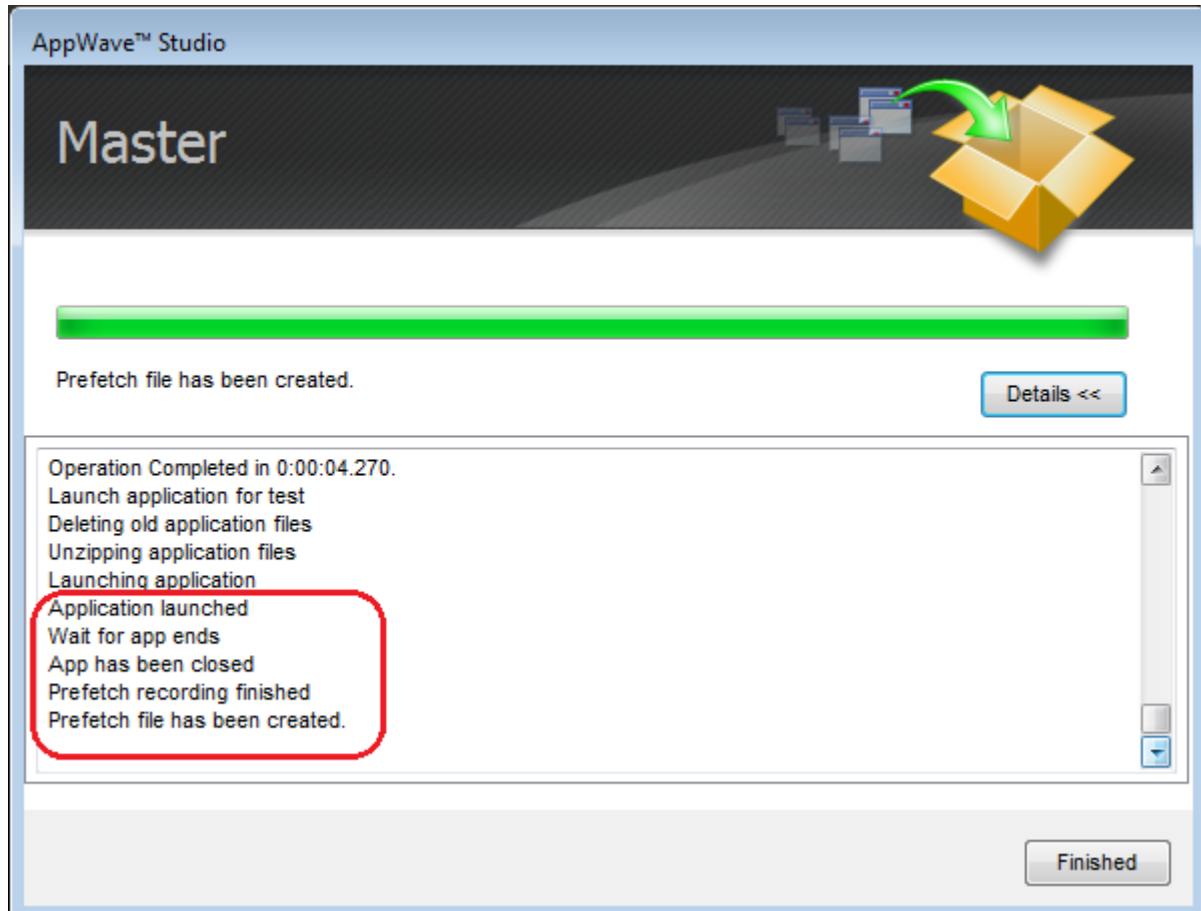 AppWave™ Studio
Master
Prefetch file has been created.
Details <<
Operation Completed in 0:00:04.270.
Launch application for test
Deleting old application files
Unzipping application files
Launching application
Application launched
Wait for app ends
App has been closed
Prefetch recording finished
Prefetch file has been created.
Finished